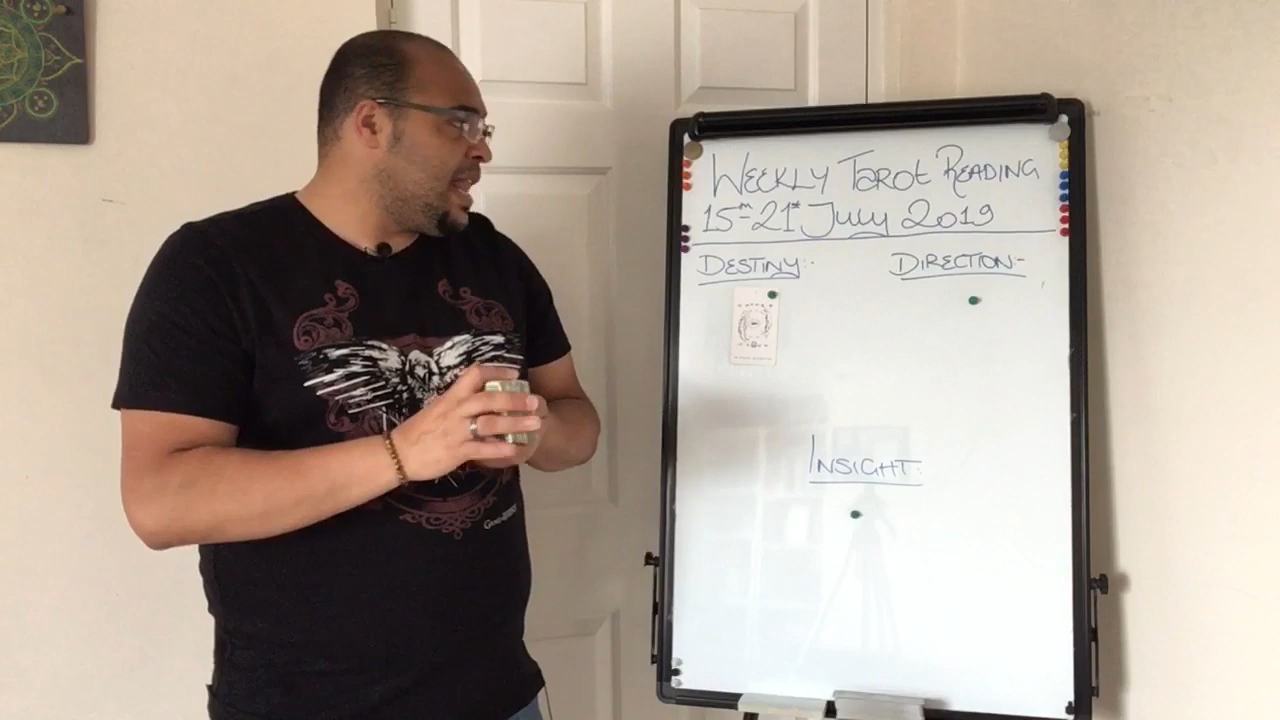 WEEKLY TAROT READING
15th-21st July 2019
DESTINY:- DIRECTION:-
INSIGHT:-